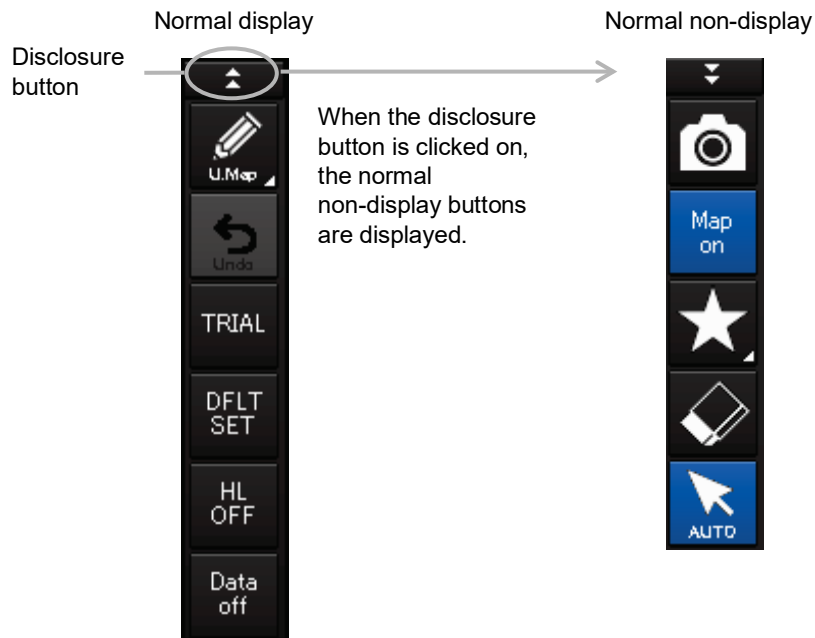 Normal display
Normal non-display
Disclosure
button
When the disclosure
button is clicked on,
the normal
non-display buttons
are displayed.
U.Map
Undo
TRIAL
DFLT
SET
HL
OFF
Data
off
Map
on
AUTO